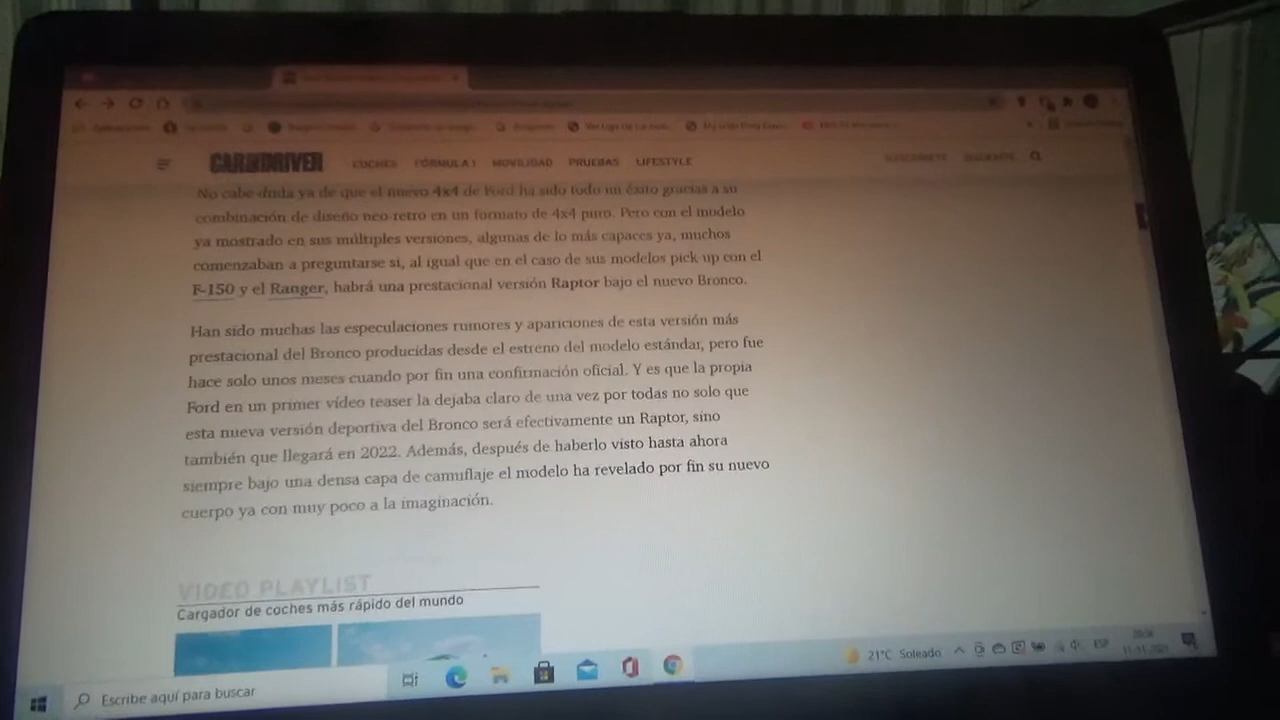 CAR AND DRIVER COCHES FÓRMULA 1 MOVILIDAD PRUEBAS LIFESTYLE
No cabe duda ya de que el nuevo 4x4 de Ford ha sido todo un éxito gracias a su
combinación de diseño neo retro en un formato de 4x4 puro. Pero con el modelo
ya mostrado en sus múltiples versiones, algunas de lo más capaces ya, muchos
comenzaban a preguntarse si, al igual que en el caso de sus modelos pick up con el
F-150 y el Ranger, habrá una prestacional versión Raptor bajo el nuevo Bronco.
Han sido muchas las especulaciones rumores y apariciones de esta versión más
prestacional del Bronco producidas desde el estreno del modelo estándar, pero fue
hace solo unos meses cuando por fin una confirmación oficial. Y es que la propia
Ford en un primer vídeo teaser la dejaba claro de una vez por todas no solo que
esta nueva versión deportiva del Bronco será efectivamente un Raptor, sino
también que llegará en 2022. Además, después de haberlo visto hasta ahora
siempre bajo una densa capa de camuflaje el modelo ha revelado por fin su nuevo
cuerpo ya con muy poco a la imaginación.
VIDEO PLAYLIST
Cargador de coches más rápido del mundo
Escribe aquí para buscar
21°C Soleado
ESP